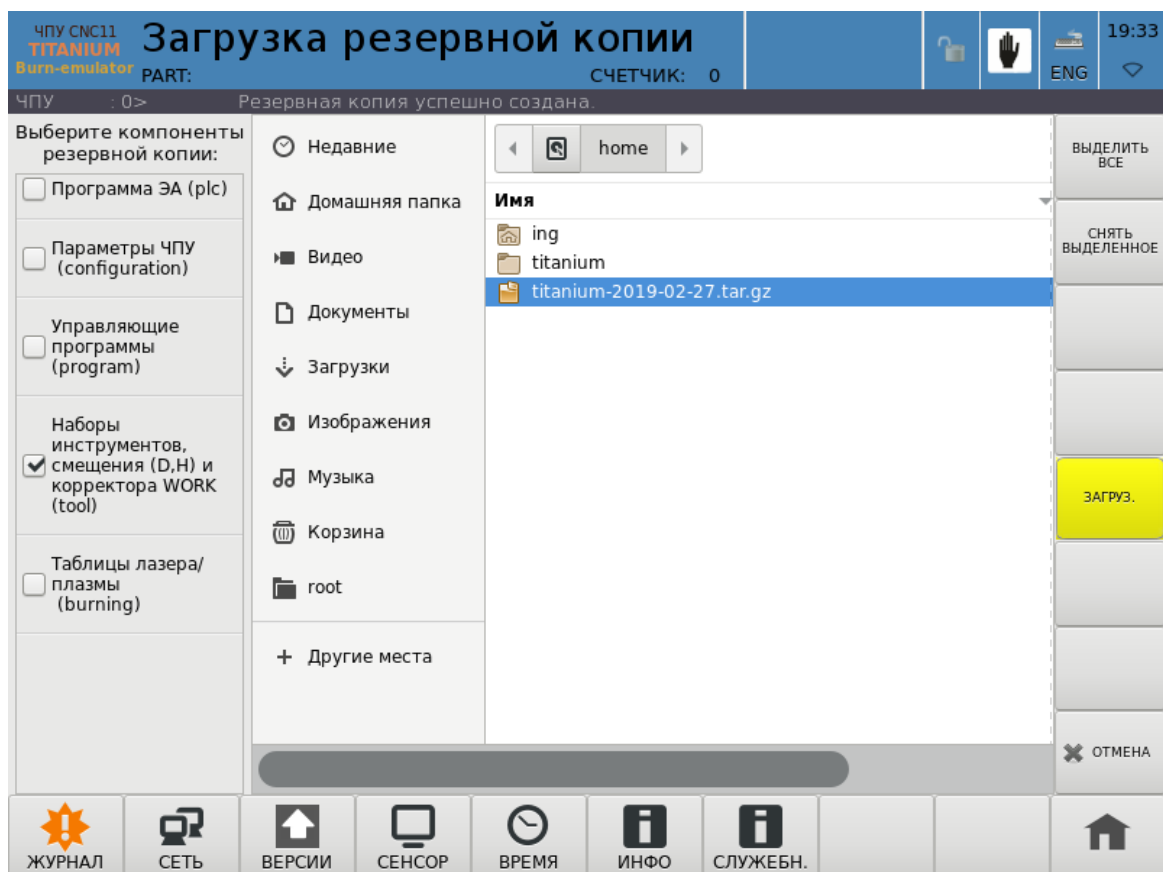 ЧПУ CNC11
TITANIUM
Burn-emulator
Загрузка резервной копии
PART:
СЧЕТЧИК: 0
ENG
19:33
ЧПУ : 0> Резервная копия успешно создана.
Выберите компоненты
резервной копии:
Программа ЭА (plc)
Параметры ЧПУ
(configuration)
Управляющие
программы
(program)
Наборы
инструментов,
смещения (D,H) и
корректора WORK
(tool)
Таблицы лазера/
плазмы
(burning)
Недавние
Домашняя папка
Видео
Документы
Загрузки
Изображения
Музыка
Корзина
root
+ Другие места
home
Имя
ing
titanium
titanium-2019-02-27.tar.gz
ВЫДЕЛИТЬ
ВСЕ
СНЯТЬ
ВЫДЕЛЕННОЕ
ЗАГРУЗ.
ОТМЕНА
ЖУРНАЛ
СЕТЬ
ВЕРСИИ
СЕНСОР
ВРЕМЯ
ИНФО
СЛУЖЕБН.